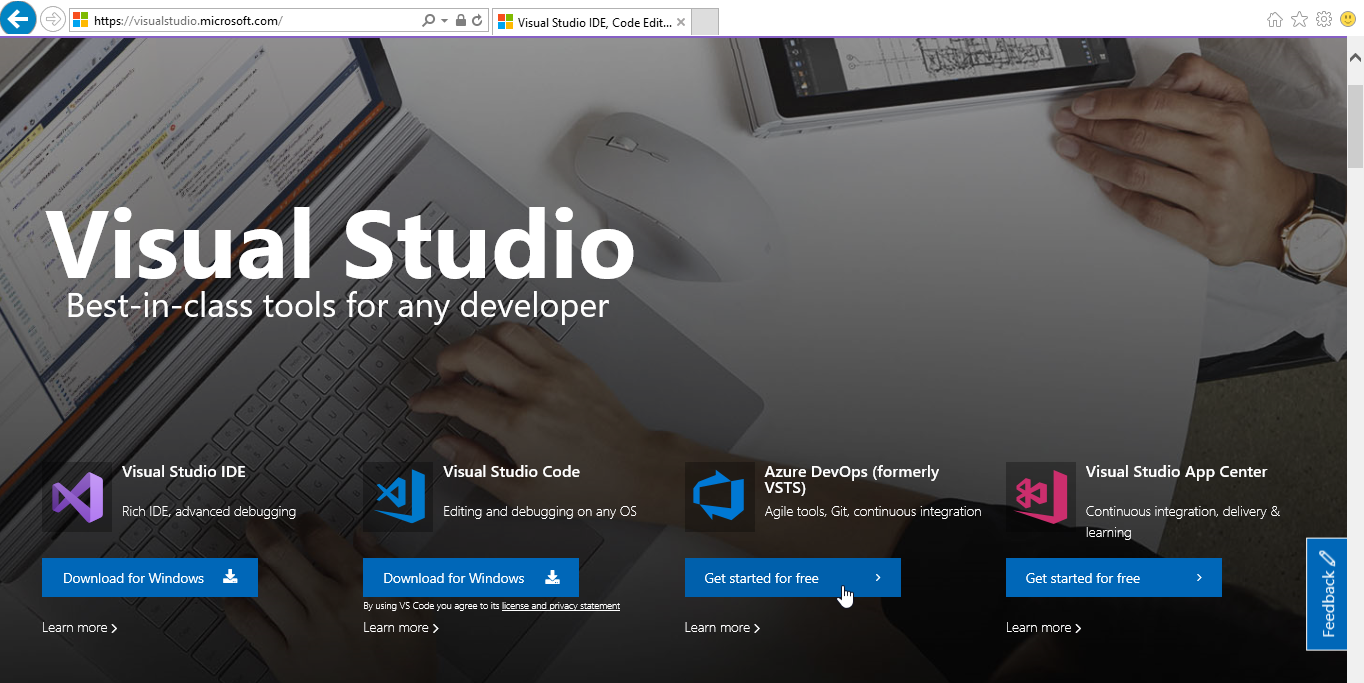 https://visualstudio.microsoft.com/
Visual Studio IDE, Code Edit...
Visual Studio
Best-in-class tools for any developer
Visual Studio IDE
Rich IDE, advanced debugging
Download for Windows
Learn more
Visual Studio Code
Editing and debugging on any OS
Download for Windows
By using VS Code you agree to its license and privacy statement
Learn more
Azure DevOps (formerly
VSTS)
Agile tools, Git, continuous integration
Get started for free
Learn more
Visual Studio App Center
Continuous integration, delivery &
learning
Get started for free
Learn more
Feedback